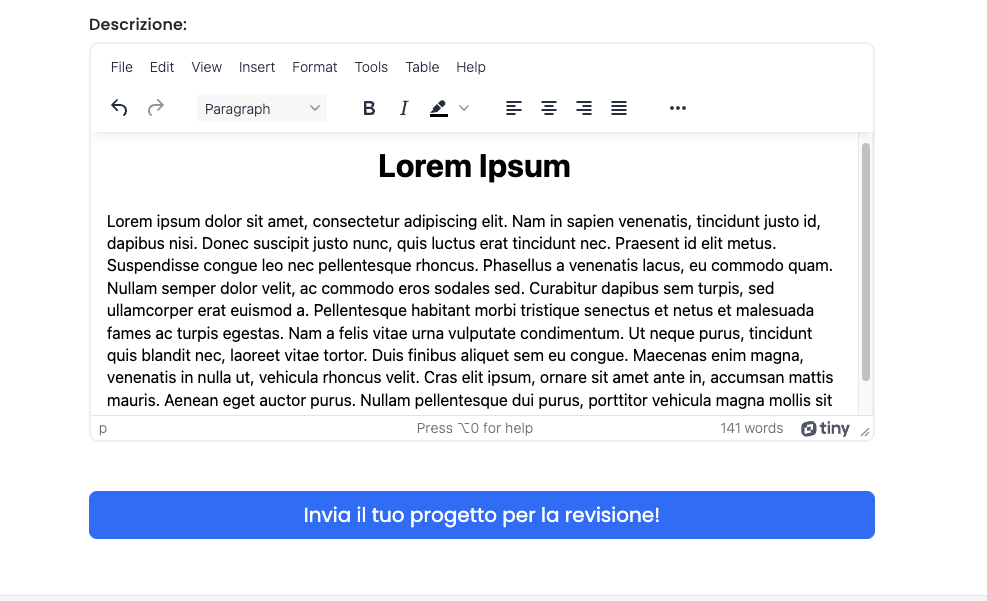 Descrizione:
File Edit View Insert Format Tools Table Help
Paragraph B I
Lorem Ipsum
Lorem ipsum dolor sit amet, consectetur adipiscing elit. Nam in sapien venenatis, tincidunt justo id,
dapibus nisi. Donec suscipit justo nunc, quis luctus erat tincidunt nec. Praesent id elit metus.
Suspendisse congue leo nec pellentesque rhoncus. Phasellus a venenatis lacus, eu commodo quam.
Nullam semper dolor velit, ac commodo eros sodales sed. Curabitur dapibus sem turpis, sed
ullamcorper erat euismod a. Pellentesque habitant morbi tristique senectus et netus et malesuada
fames ac turpis egestas. Nam a felis vitae urna vulputate condimentum. Ut neque purus, tincidunt
quis blandit nec, laoreet vitae tortor. Duis finibus aliquet sem eu congue. Maecenas enim magna,
venenatis in nulla ut, vehicula rhoncus velit. Cras elit ipsum, ornare sit amet ante in, accumsan mattis
mauris. Aenean eget auctor purus. Nullam pellentesque dui purus, porttitor vehicula magna mollis sit
p Press ⌥0 for help 141 words tiny
Invia il tuo progetto per la revisione!